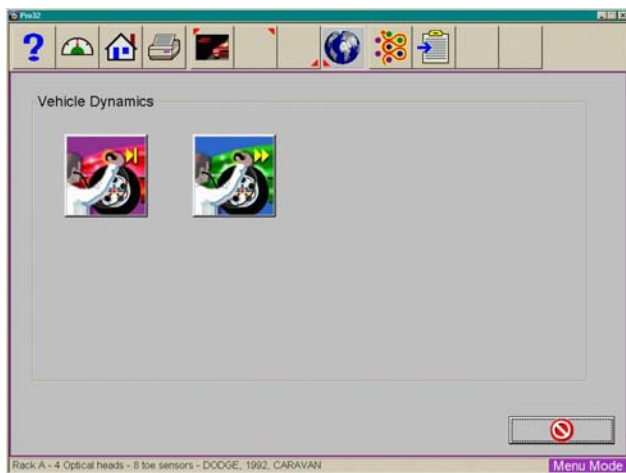 Pro32
?
Vehicle Dynamics
Rack A - 4 Optical heads - 8 toe sensors - DODGE, 1992, CARAVAN
Menu Mode